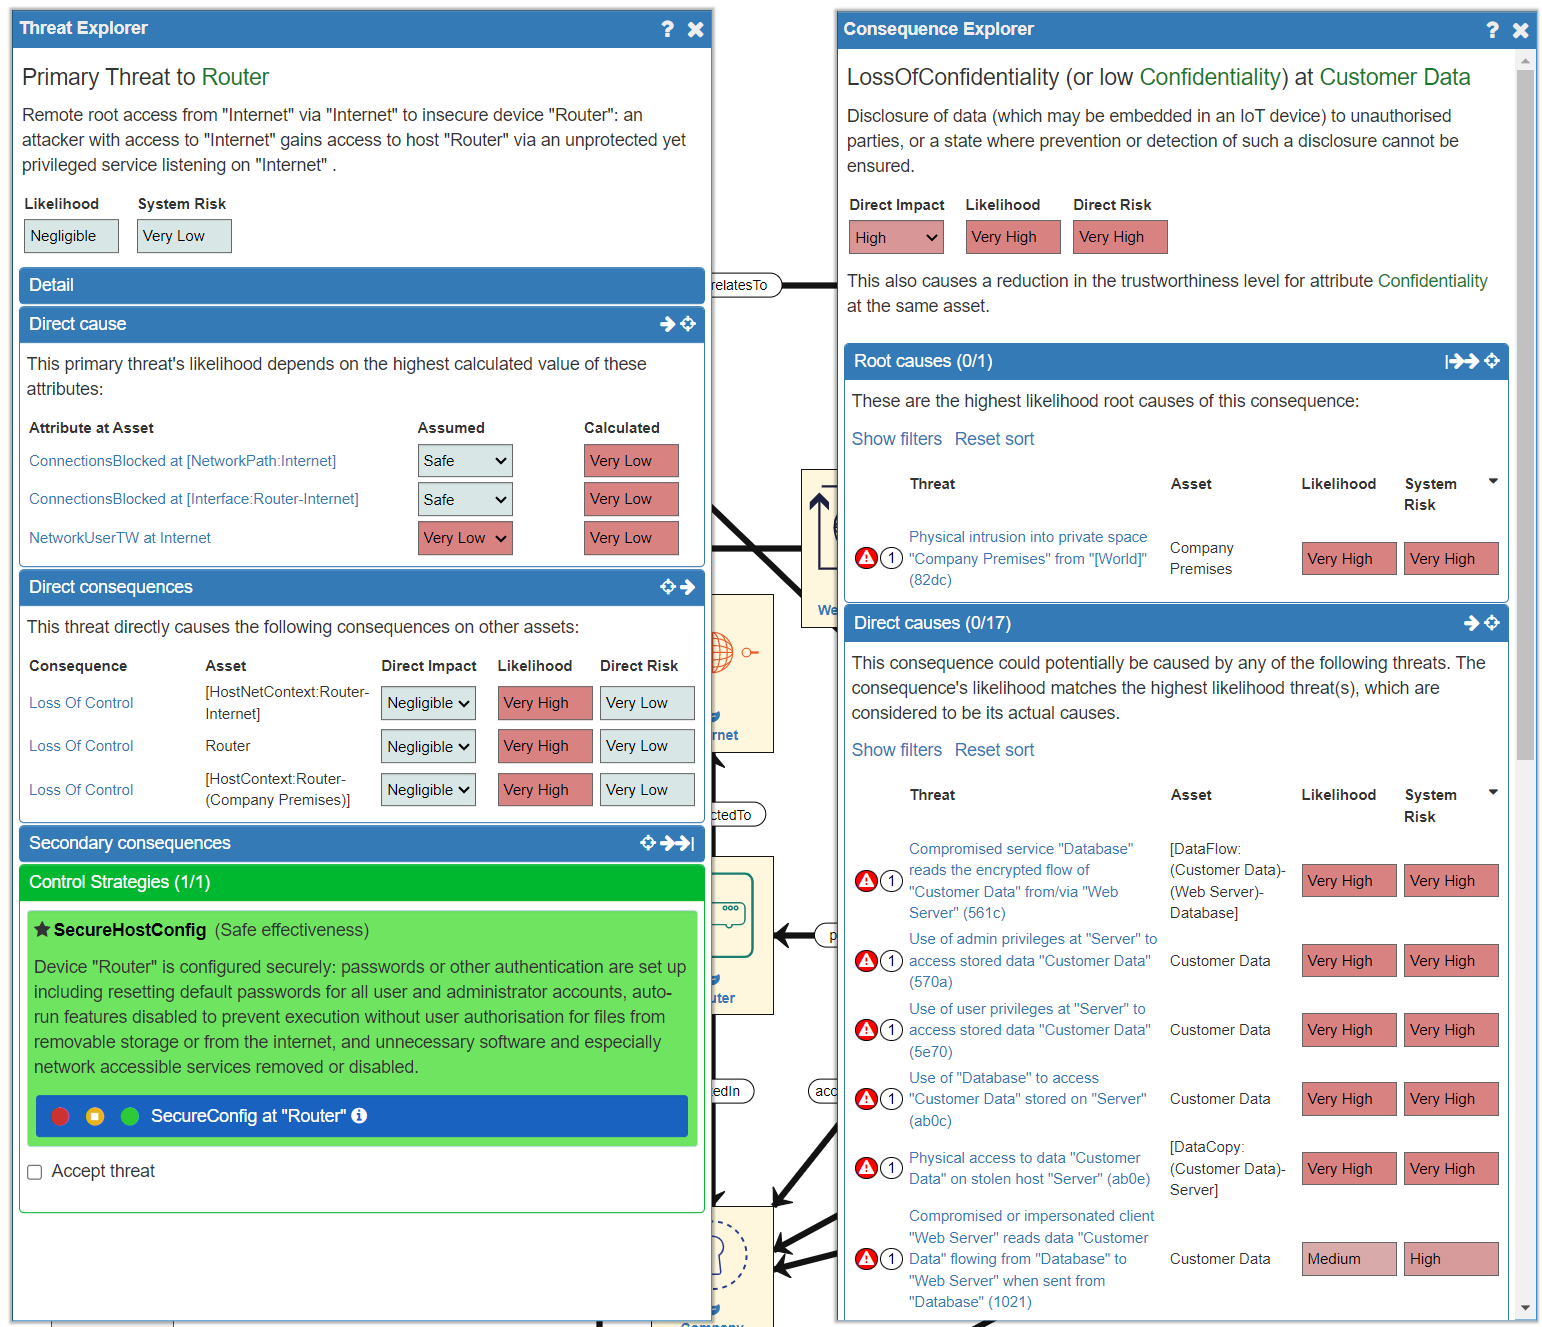 Threat Explorer
Primary Threat to Router
Remote root access from "Internet" via "Internet" to insecure device "Router": an
attacker with access to "Internet" gains access to host "Router" via an unprotected yet
privileged service listening on "Internet" .
Likelihood System Risk
Negligible Very Low
Detail
Direct cause
This primary threat's likelihood depends on the highest calculated value of these
attributes:
Attribute at Asset Assumed Calculated
ConnectionsBlocked at [NetworkPath:Internet] Safe Very Low
ConnectionsBlocked at [Interface:Router-Internet] Safe Very Low
NetworkUserTW at Internet Very Low Very Low
Direct consequences
This threat directly causes the following consequences on other assets:
Consequence Asset Direct Impact Likelihood Direct Risk
Loss Of Control [HostNetContext:Router-
Internet] Negligible Very High Very Low
Loss Of Control Router Negligible Very High Very Low
Loss Of Control [HostContext:Router-
(Company Premises)] Negligible Very High Very Low
Secondary consequences
Control Strategies (1/1)
SecureHostConfig (Safe effectiveness)
Device "Router" is configured securely: passwords or other authentication are set up
including resetting default passwords for all user and administrator accounts, auto-
run features disabled to prevent execution without user authorisation for files from
removable storage or from the internet, and unnecessary software and especially
network accessible services removed or disabled.
SecureConfig at "Router"
Accept threat
relatesTo
We
rnet
ctedTo
p
uter
edIn
acc
Consequence Explorer
LossOfConfidentiality (or low Confidentiality) at Customer Data
Disclosure of data (which may be embedded in an IoT device) to unauthorised
parties, or a state where prevention or detection of such a disclosure cannot be
ensured.
Direct Impact Likelihood Direct Risk
High Very High Very High
This also causes a reduction in the trustworthiness level for attribute Confidentiality
at the same asset.
Root causes (0/1)
These are the highest likelihood root causes of this consequence:
Show filters Reset sort
Threat Asset Likelihood System
Risk
1 Physical intrusion into private space
"Company Premises" from "[World]"
(82dc) Company
Premises Very High Very High
Direct causes (0/17)
This consequence could potentially be caused by any of the following threats. The
consequence's likelihood matches the highest likelihood threat(s), which are
considered to be its actual causes.
Show filters Reset sort
Threat Asset Likelihood System
Risk
1 Compromised service "Database"
reads the encrypted flow of
"Customer Data" from/via "Web
Server" (561c) [DataFlow:
(Customer Data)-
(Web Server)-
Database] Very High Very High
1 Use of admin privileges at "Server" to
access stored data "Customer Data"
(570a) Customer Data Very High Very High
1 Use of user privileges at "Server" to
access stored data "Customer Data"
(5e70) Customer Data Very High Very High
1 Use of "Database" to access
"Customer Data" stored on "Server"
(ab0c) Customer Data Very High Very High
1 Physical access to data "Customer
Data" on stolen host "Server" (ab0e) [DataCopy:
(Customer Data)-
Server] Very High Very High
1 Compromised or impersonated client
"Web Server" reads data "Customer
Data" flowing from "Database" to
"Web Server" when sent from
"Database" (1021) Customer Data Medium High